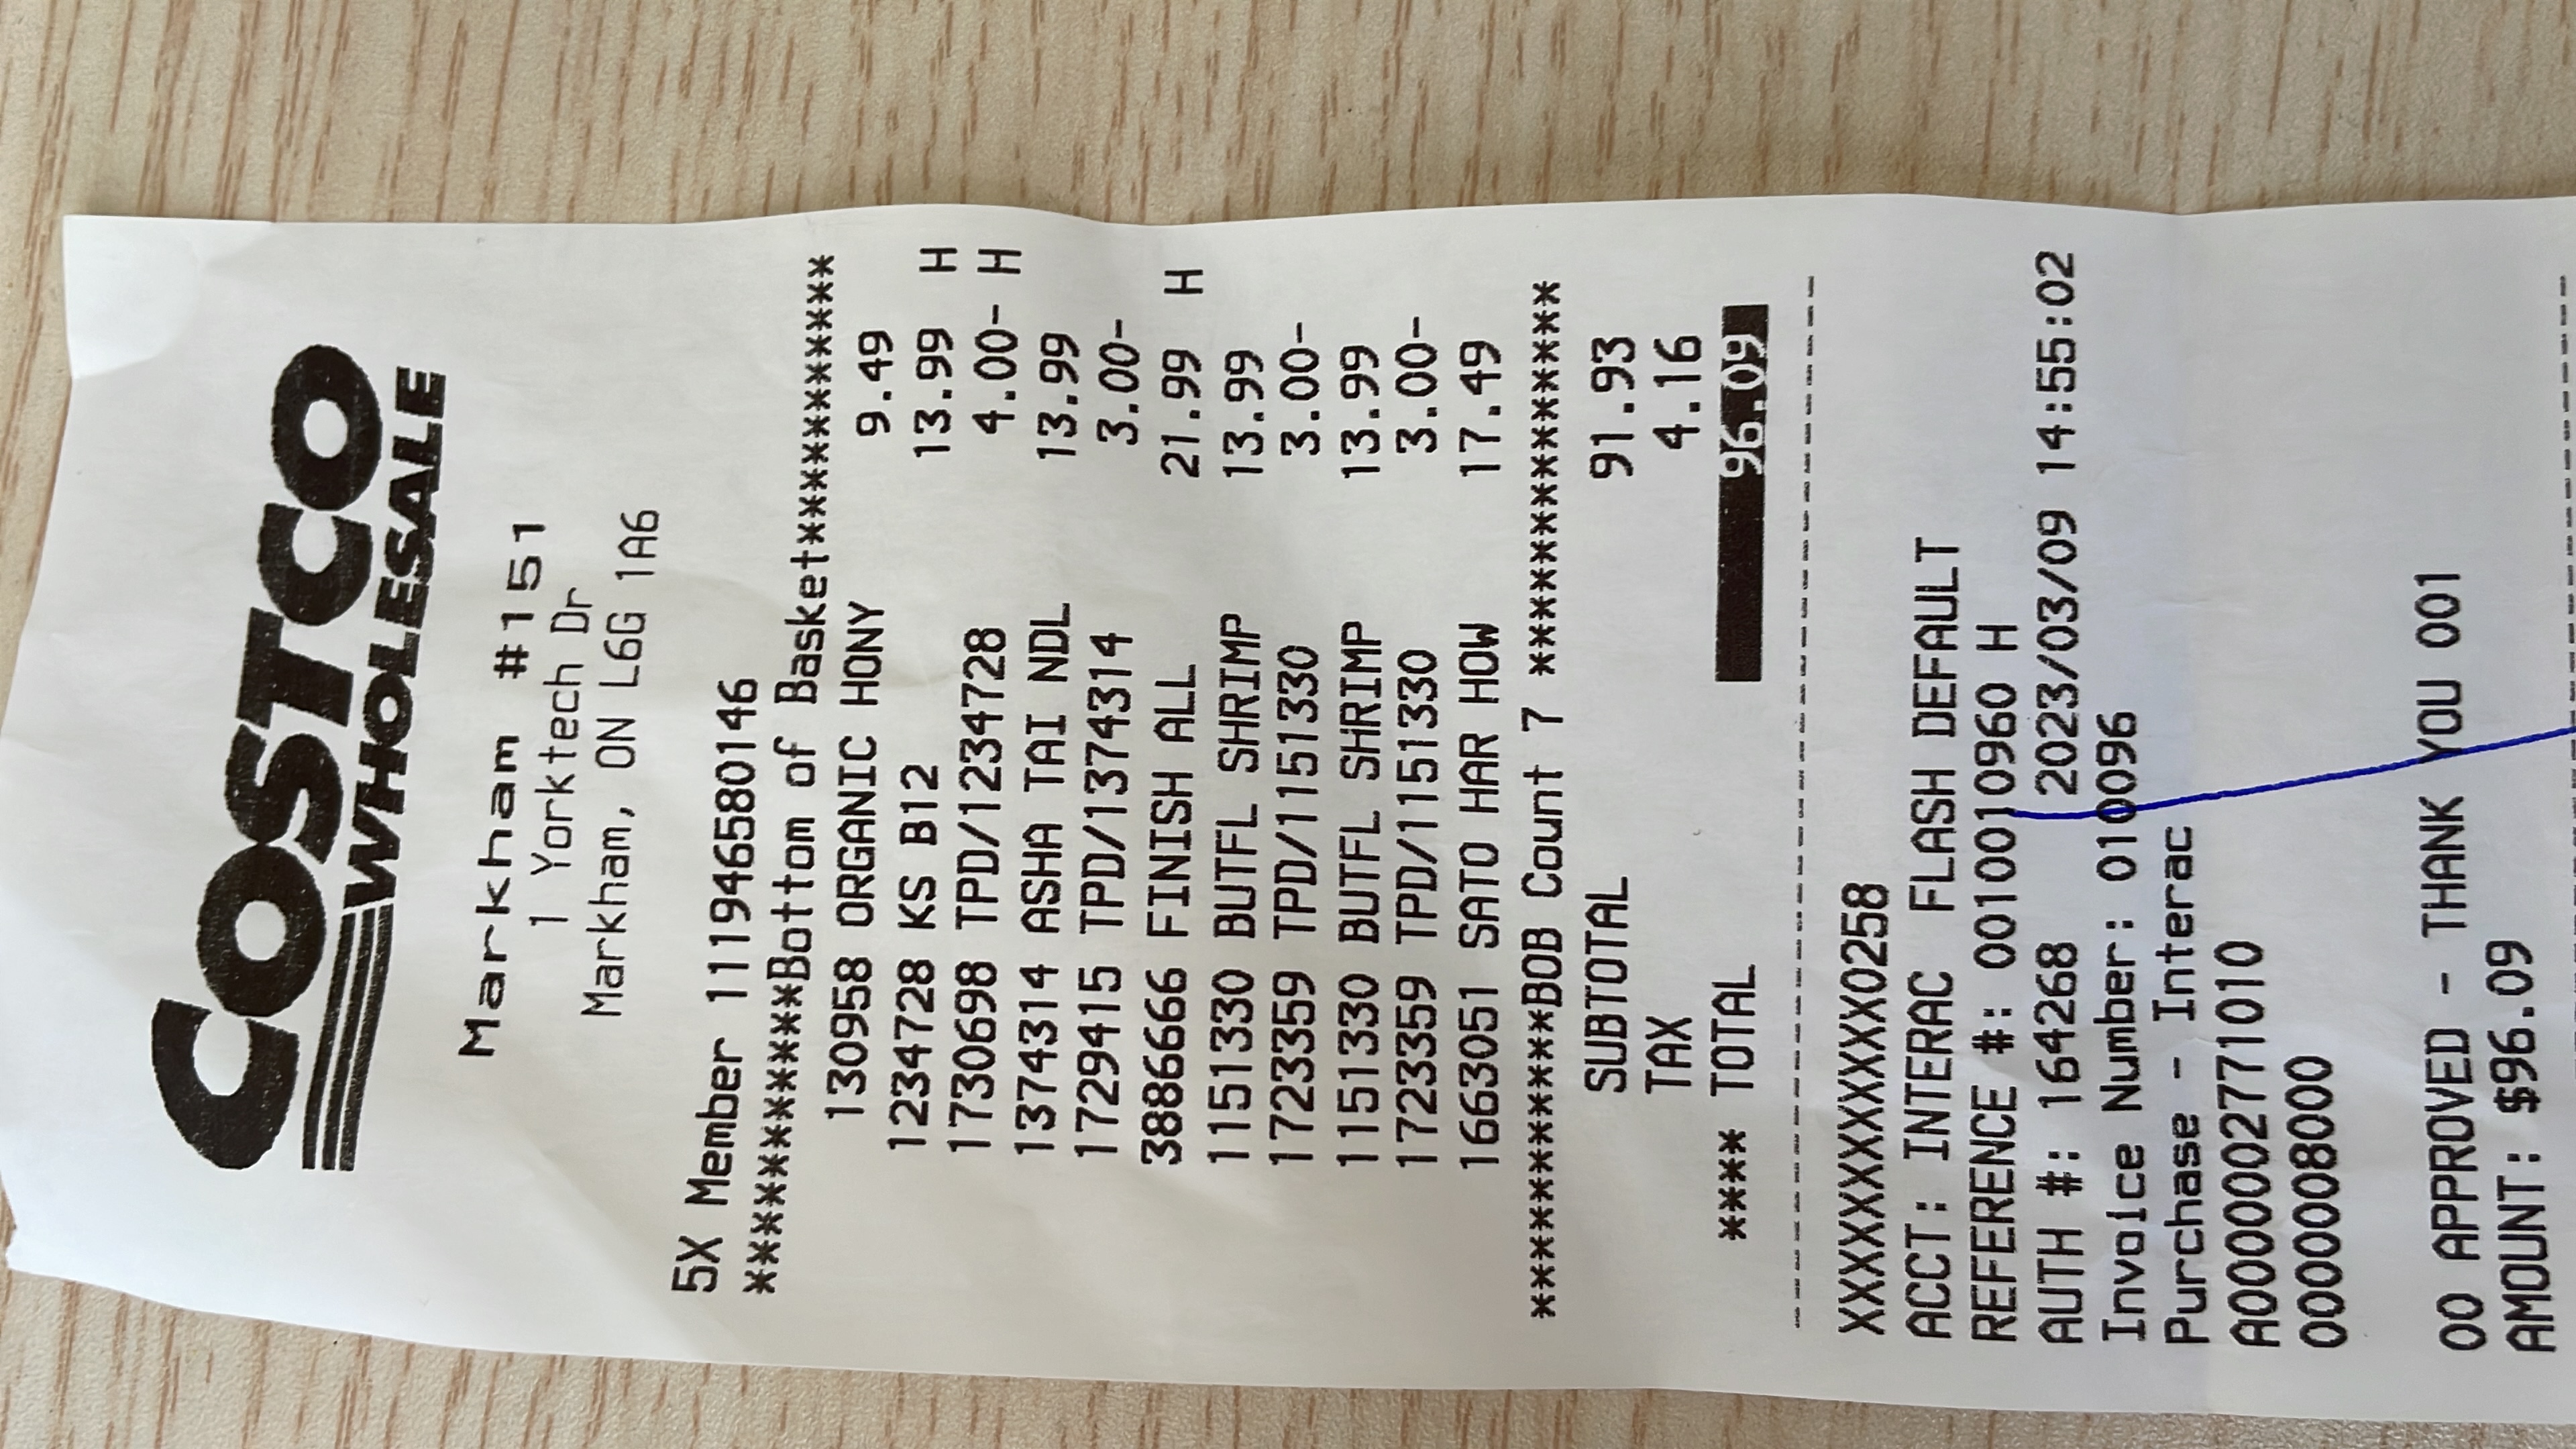 COSTCO
WHOLESALE
Markham #151
1 Yorktech Dr
Markham, ON L6G 1A6
5X Member 111946580146
***********Bottom of Basket***********
130958 ORGANIC HONY 9.49
1234728 KS B12 13.99 H
1730698 TPD/1234728 4.00- H
1374314 ASHA TAI NDL 13.99
1729415 TPD/1374314 3.00-
3886666 FINISH ALL 21.99 H
1151330 BUTFL SHRIMP 13.99
1723359 TPD/1151330 3.00-
1151330 BUTFL SHRIMP 13.99
1723359 TPD/1151330 3.00-
1663051 SATO HAR HOW 17.49
***********BOB Count 7 **************
SUBTOTAL 91.93
TAX 4.16
**** TOTAL 96.09
XXXXXXXXXXXX0258
ACCT: INTERAC FLASH DEFAULT
REFERENCE #: 0010010960 H
AUTH #: 164268 2023/03/09 14:55:02
Invoice Number: 010096
Purchase - Interac
A0000002771010
0000008000
00 APPROVED - THANK YOU 001
AMOUNT: $96.09